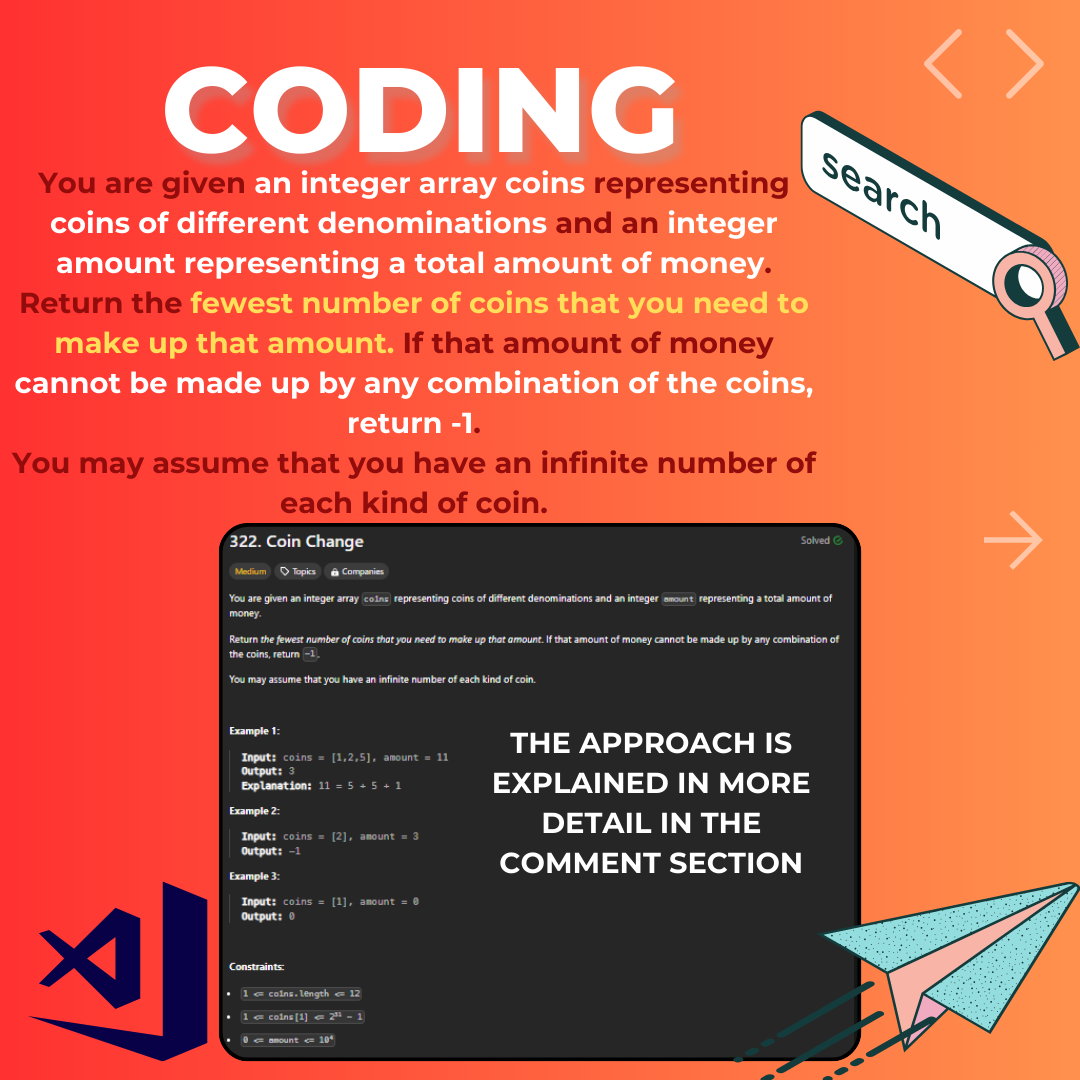 CODING
search
You are given an integer array coins representing
coins of different denominations and an integer
amount representing a total amount of money.
Return the fewest number of coins that you need to
make up that amount. If that amount of money
cannot be made up by any combination of the coins,
return -1.
You may assume that you have an infinite number of
each kind of coin.
322. Coin Change
Solved
Medium Topics Companies
You are given an integer array coins representing coins of different denominations and an integer amount representing a total amount of
money.
Return the fewest number of coins that you need to make up that amount. If that amount of money cannot be made up by any combination of
the coins, return -1.
You may assume that you have an infinite number of each kind of coin.
Example 1:
Input: coins = [1,2,5], amount = 11
Output: 3
Explanation: 11 = 5 + 5 + 1
Example 2:
Input: coins = [2], amount = 3
Output: -1
Example 3:
Input: coins = [1], amount = 0
Output: 0
THE APPROACH IS
EXPLAINED IN MORE
DETAIL IN THE
COMMENT SECTION
Constraints:
• 1 <= coins.length <= 12
• 1 <= coins[i] <= 2³¹ - 1
• 0 <= amount <= 10⁴